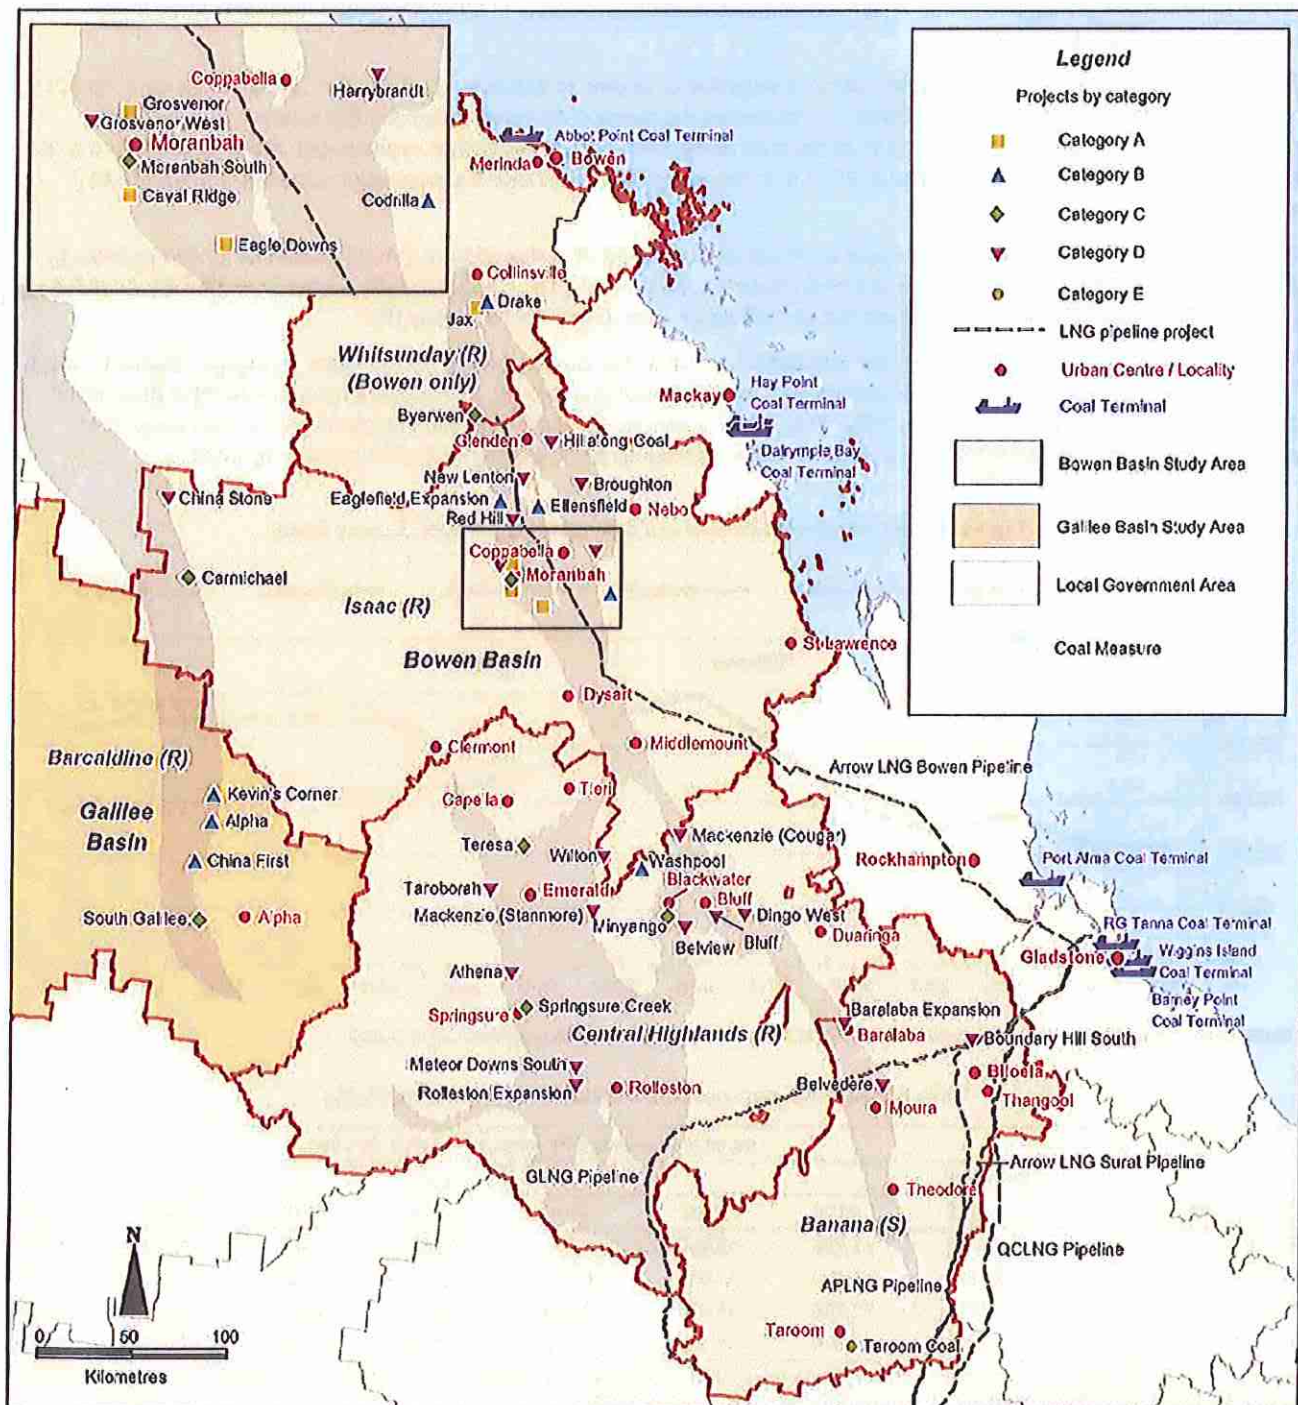 Coppabella
Harrybrandt
Grosvenor
Grosvenor West
Moranbah
Moranbah South
Caval Ridge
Codrilla
Eagle Downs
Legend
Projects by category
Category A
Category B
Category C
Category D
Category E
LNG pipeline project
Urban Centre / Locality
Coal Terminal
Bowen Basin Study Area
Galilee Basin Study Area
Local Government Area
Coal Measure
Abbot Point Coal Terminal
Merinda
Bowen
Collinsville
Drake
Jax
Whitsunday (R)
(Bowen only)
Byerwen
Glenden
Hillalong Coal
Mackay
Hay Point
Coal Terminal
Dalrymple Bay
Coal Terminal
New Lenton
Broughton
China Stone
Eaglefield Expansion
Ellensfield
Nebo
Red Hill
Coppabella
Moranbah
Carmichael
Isaac (R)
Bowen Basin
St Lawrence
Dysart
Clermont
Middlemount
Barcaldine (R)
Galilee
Basin
Kevin's Corner
Alpha
China First
South Galilee
Alpha
Arrow LNG Bowen Pipeline
Tieri
Capella
Teresa
Wilton
Mackenzie (Cougar)
Washpool
Blackwater
Bluff
Rockhampton
Port Alma Coal Terminal
Taroborah
Emerald
Mackenzie (Stanmore)
Minyango
Dingo West
Bluff
Belview
Duaringa
RG Tanna Coal Terminal
Gladstone
Wiggins Island
Coal Terminal
Barney Point
Coal Terminal
Athena
Springsure Creek
Springsure
Central Highlands (R)
Baralaba Expansion
Baralaba
Boundary Hill South
Meteor Downs South
Rolleston Expansion
Rolleston
Belvedere
Moura
Biloela
Thangool
GLNG Pipeline
Arrow LNG Surat Pipeline
Theodore
Banana (S)
QCLNG Pipeline
APLNG Pipeline
Taroom
Taroom Coal
N
0 50 100
Kilometres